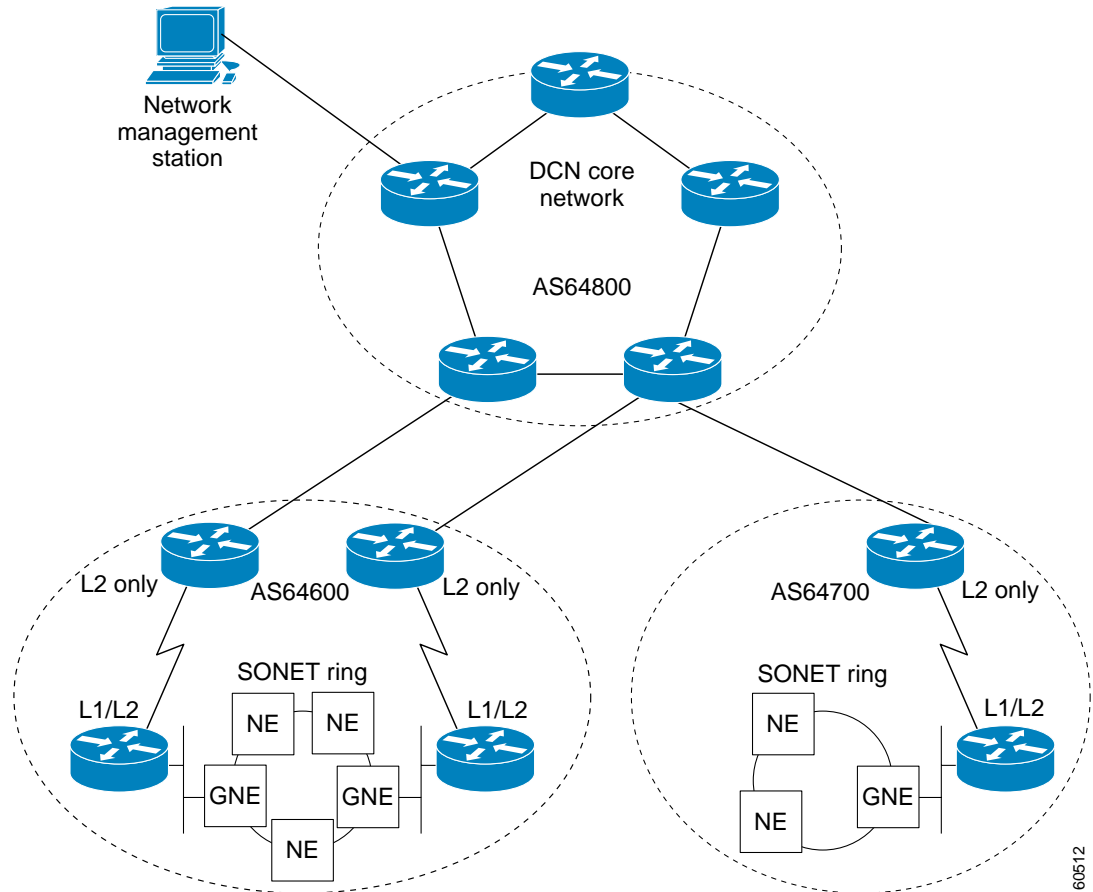 Network
management
station
DCN core
network
AS64800
L2 only
AS64600
L2 only
AS64700
L2 only
SONET ring
SONET ring
L1/L2
NE
NE
L1/L2
NE
L1/L2
GNE
GNE
GNE
NE
NE
60512